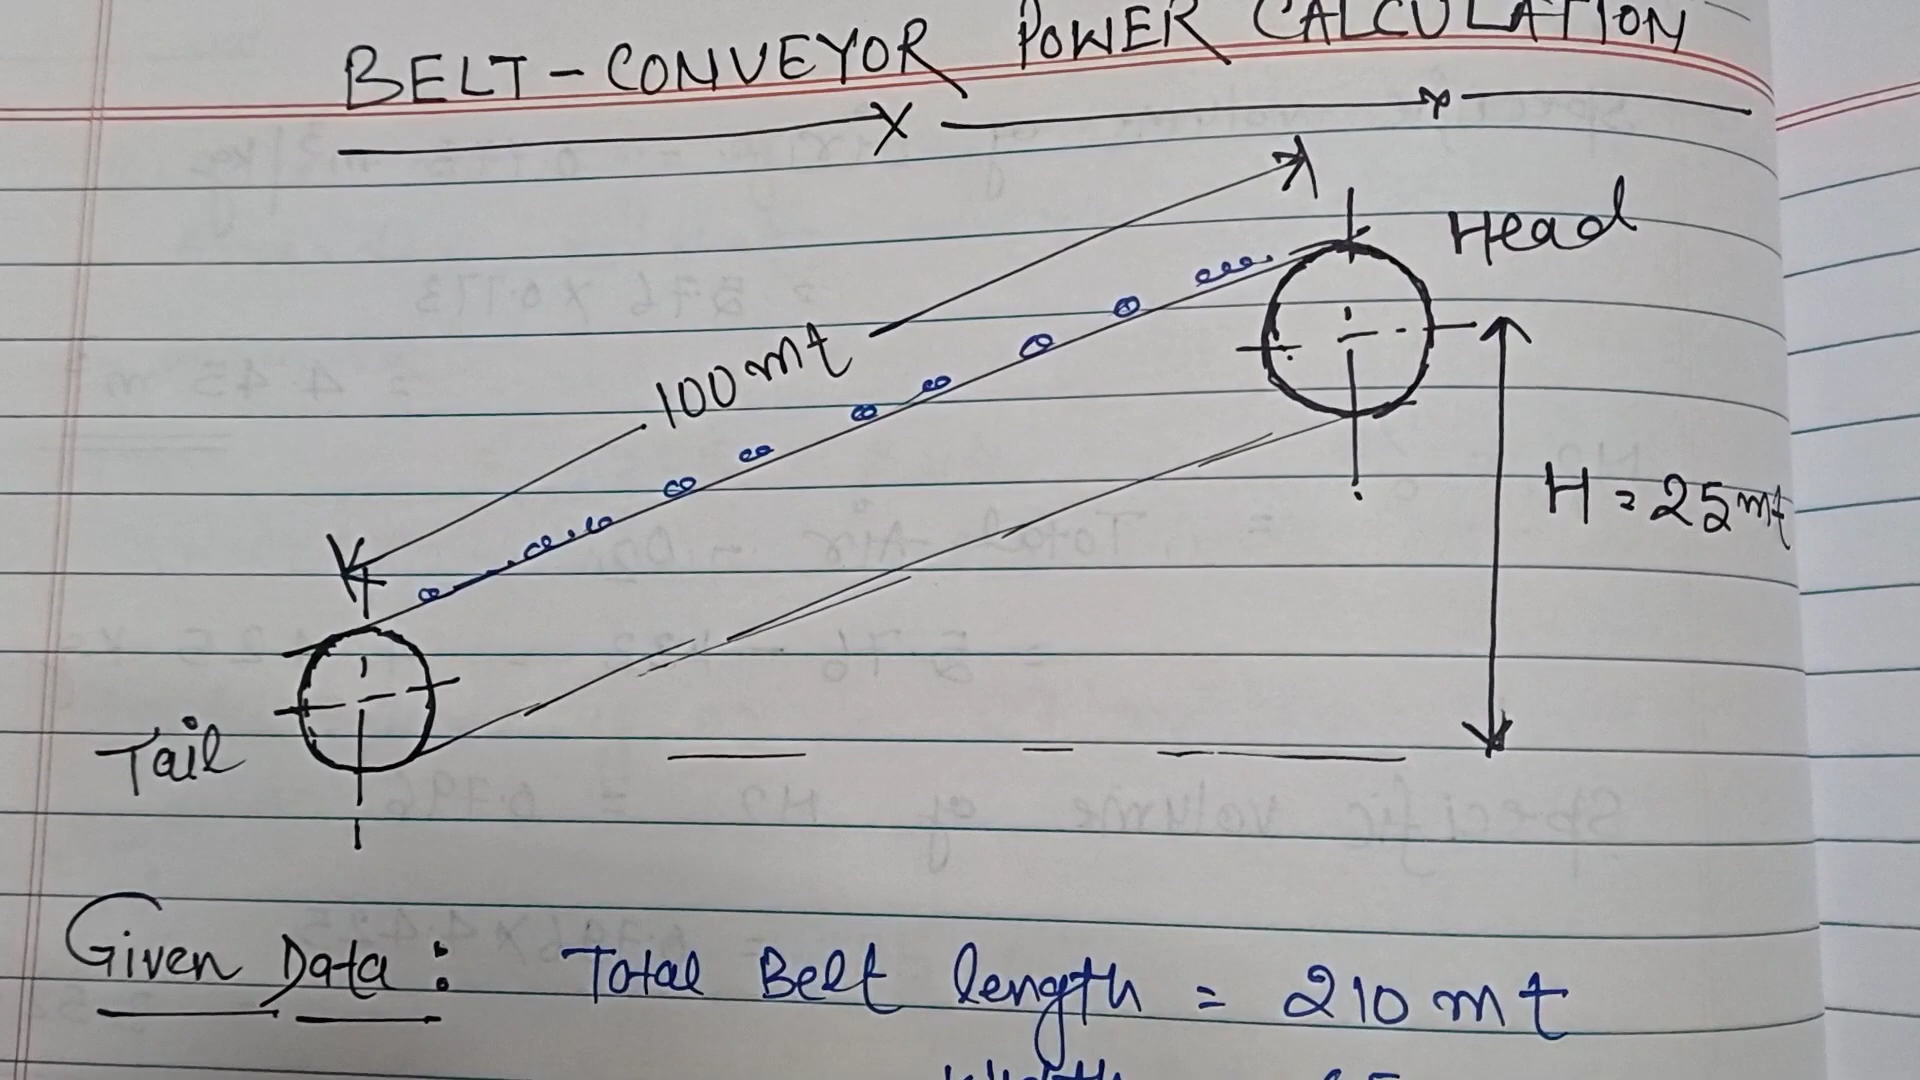 BELT-CONVEYOR POWER CALCULATION
Head
100 mt
H = 25 mt
Tail
Given Data: Total Belt length = 210 mt